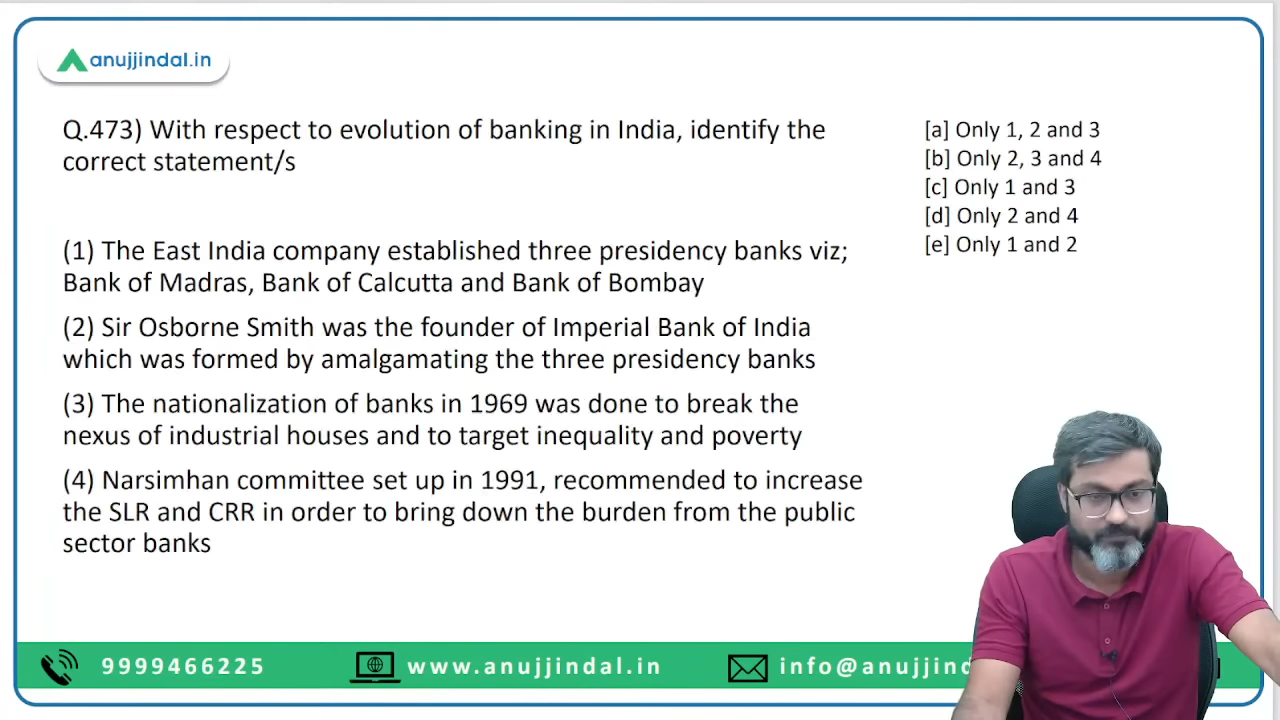 anujjindal.in
Q.473) With respect to evolution of banking in India, identify the
correct statement/s
[a] Only 1, 2 and 3
[b] Only 2, 3 and 4
[c] Only 1 and 3
[d] Only 2 and 4
[e] Only 1 and 2
(1) The East India company established three presidency banks viz;
Bank of Madras, Bank of Calcutta and Bank of Bombay
(2) Sir Osborne Smith was the founder of Imperial Bank of India
which was formed by amalgamating the three presidency banks
(3) The nationalization of banks in 1969 was done to break the
nexus of industrial houses and to target inequality and poverty
(4) Narsimhan committee set up in 1991, recommended to increase
the SLR and CRR in order to bring down the burden from the public
sector banks
9999466225 www.anujjindal.in